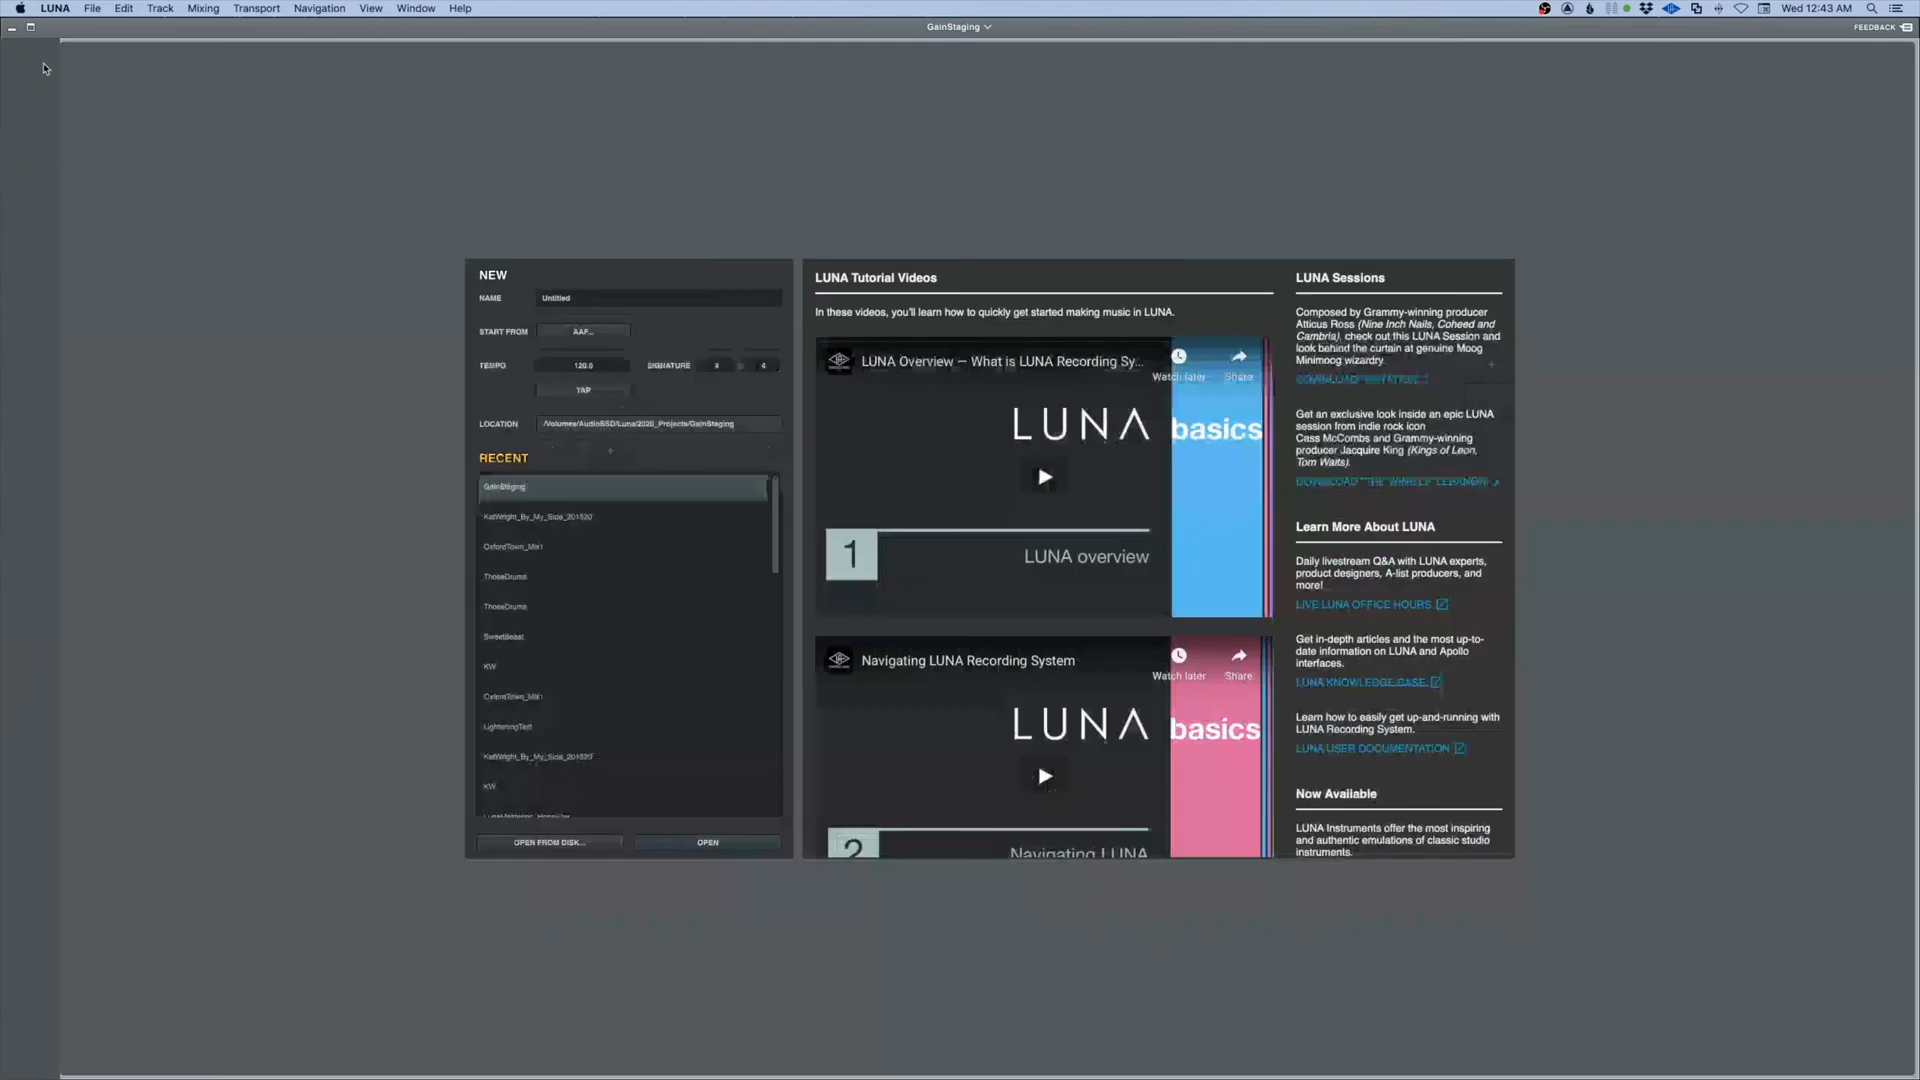 LUNA File Edit Track Mixing Transport Navigation View Window Help
Wed 12:43 AM
GainStaging
FEEDBACK
NEW
NAME Untitled
START FROM AAF...
TEMPO 120.0 SIGNATURE 4 4
TAP
LOCATION /Volumes/AudioSSD/Luna/2020_Projects/GainStaging
RECENT
GainStaging
KatWright_By_My_Side_201520
OxfordTown_Mix1
ThoseDrums
ThoseDrums
SweetBeast
KW
OxfordTown_Mix1
LighteningTest
KatWright_By_My_Side_201520
KW
OPEN FROM DISK... OPEN
LUNA Tutorial Videos
In these videos, you'll learn how to quickly get started making music in LUNA.
LUNA Overview – What is LUNA Recording Sy...
Watch later Share
LUNA basics
1 LUNA overview
Navigating LUNA Recording System
Watch later Share
LUNA basics
2 Navigating LUNA
LUNA Sessions
Composed by Grammy-winning producer
Atticus Ross (Nine Inch Nails, Coheed and
Cambria), check out this LUNA Session and
look behind the curtain at genuine Moog
Minimoog wizardry
Get an exclusive look inside an epic LUNA
session from indie rock icon
Cass McCombs and Grammy-winning
producer Jacquire King (Kings of Leon,
Tom Waits).
DOWNLOAD "THE WINE OF LEBANON"
Learn More About LUNA
Daily livestream Q&A with LUNA experts,
product designers, A-list producers, and
more!
LIVE LUNA OFFICE HOURS
Get in-depth articles and the most up-to-
date information on LUNA and Apollo
interfaces.
LUNA KNOWLEDGE BASE
Learn how to easily get up-and-running with
LUNA Recording System.
LUNA USER DOCUMENTATION
Now Available
LUNA Instruments offer the most inspiring
and authentic emulations of classic studio
instruments.